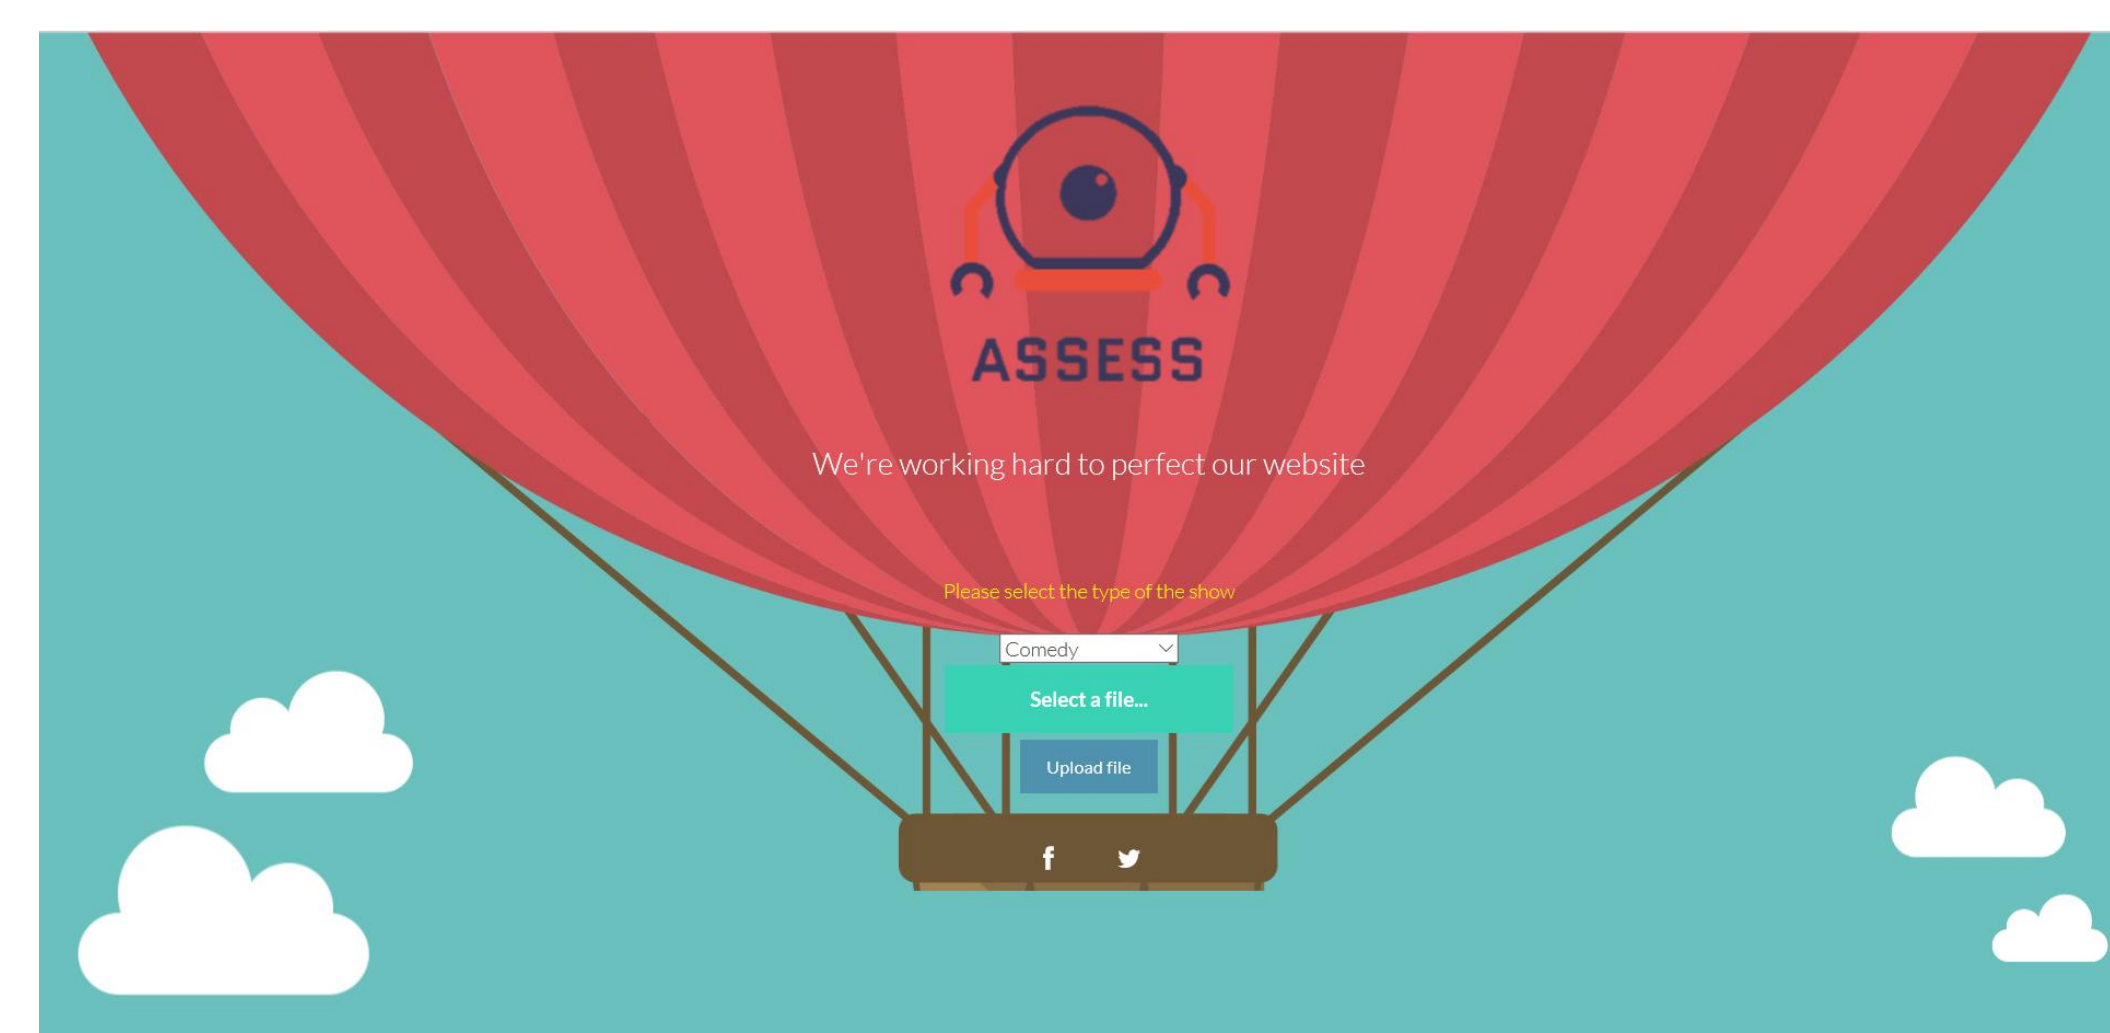 ASSESS
We're working hard to perfect our website
Please select the type of the show
Comedy
Select a file...
Upload file